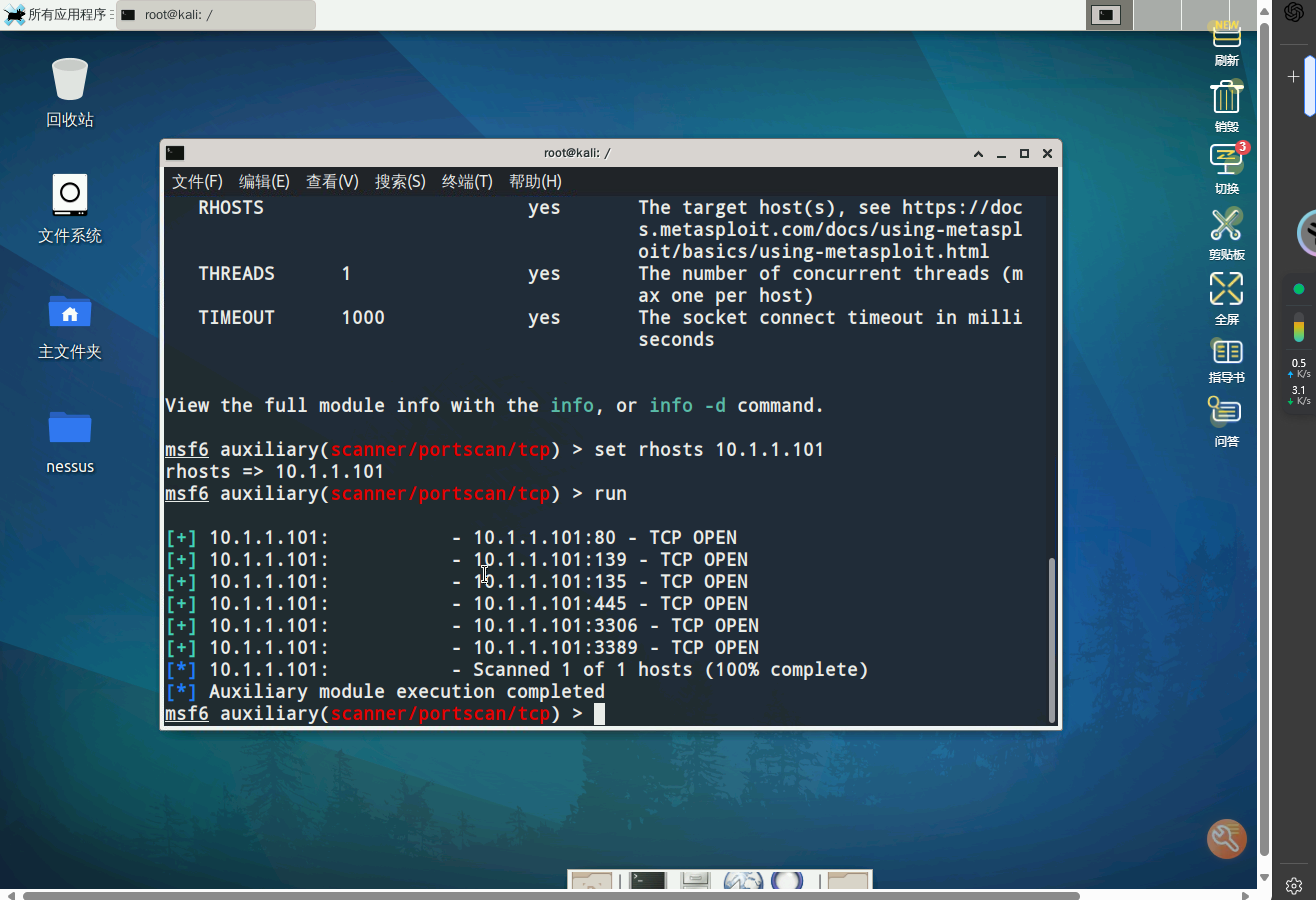 所有应用程序
root@kali: /
回收站
文件系统
主文件夹
nessus
root@kali: /
文件(F) 编辑(E) 查看(V) 搜索(S) 终端(T) 帮助(H)
RHOSTS yes The target host(s), see https://doc
s.metasploit.com/docs/using-metaspl
oit/basics/using-metasploit.html
THREADS 1 yes The number of concurrent threads (m
ax one per host)
TIMEOUT 1000 yes The socket connect timeout in milli
seconds
View the full module info with the info, or info -d command.
msf6 auxiliary(scanner/portscan/tcp) > set rhosts 10.1.1.101
rhosts => 10.1.1.101
msf6 auxiliary(scanner/portscan/tcp) > run
[+] 10.1.1.101: - 10.1.1.101:80 - TCP OPEN
[+] 10.1.1.101: - 10.1.1.101:139 - TCP OPEN
[+] 10.1.1.101: - 10.1.1.101:135 - TCP OPEN
[+] 10.1.1.101: - 10.1.1.101:445 - TCP OPEN
[+] 10.1.1.101: - 10.1.1.101:3306 - TCP OPEN
[+] 10.1.1.101: - 10.1.1.101:3389 - TCP OPEN
[*] 10.1.1.101: - Scanned 1 of 1 hosts (100% complete)
[*] Auxiliary module execution completed
msf6 auxiliary(scanner/portscan/tcp) >
NEW
刷新
销毁
3
切换
剪贴板
全屏
指导书
问答
0.5
K/s
3.1
K/s